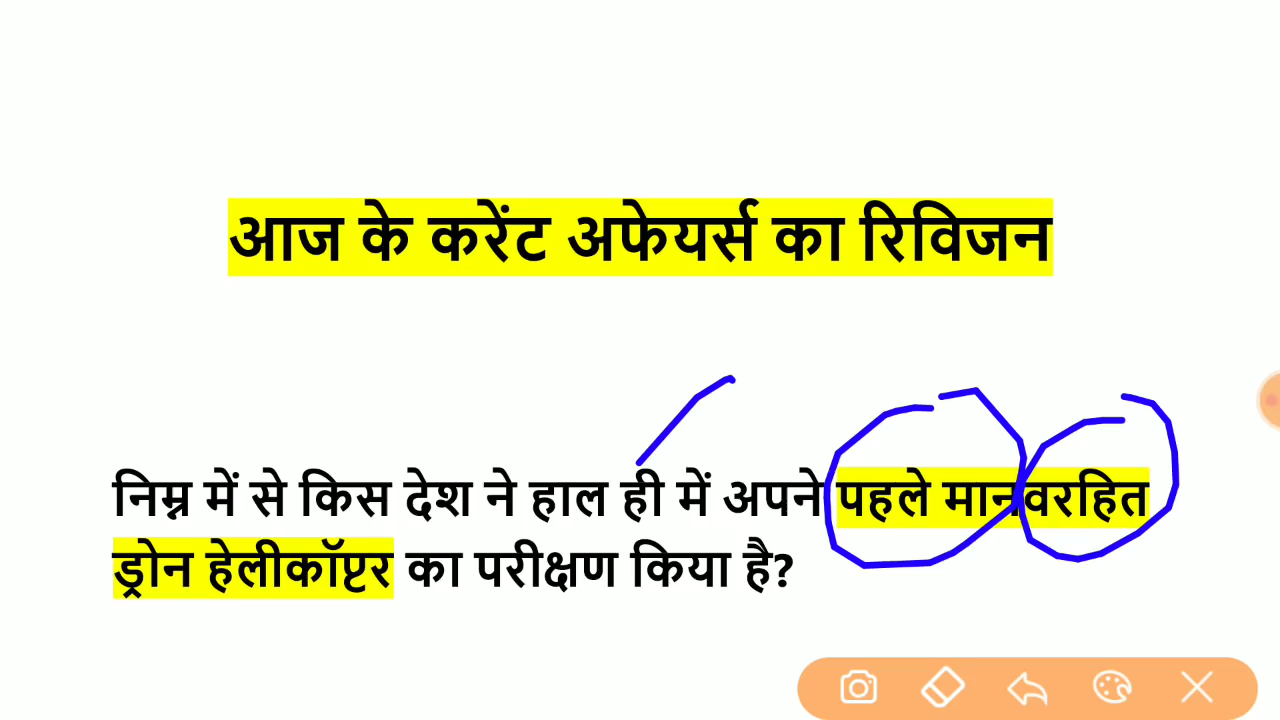 आज के करेंट अफेयर्स का रिविजन
निम्न में से किस देश ने हाल ही में अपने पहले मानवरहित
ड्रोन हेलीकॉप्टर का परीक्षण किया है?